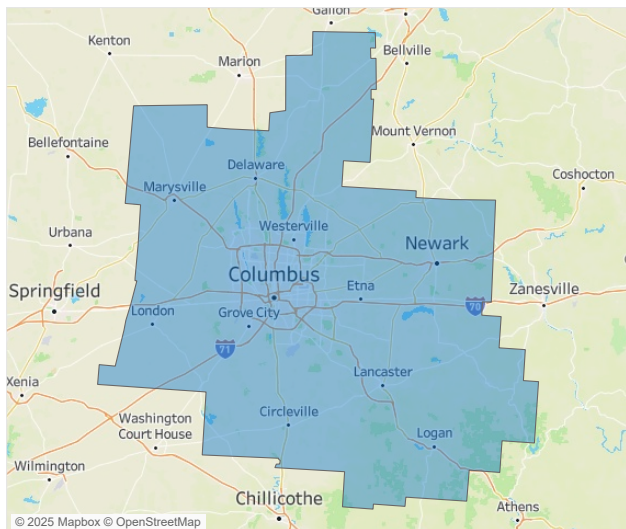 Galion
Kenton
Bellville
Marion
Mount Vernon
Bellefontaine
Delaware
Coshocton
Marysville
Urbana
Westerville
Newark
Columbus
Springfield
Etna
Zanesville
70
London
Grove City
71
Xenia
Lancaster
Circleville
Washington
Court House
Logan
Wilmington
Chillicothe
Athens
© 2025 Mapbox © OpenStreetMap